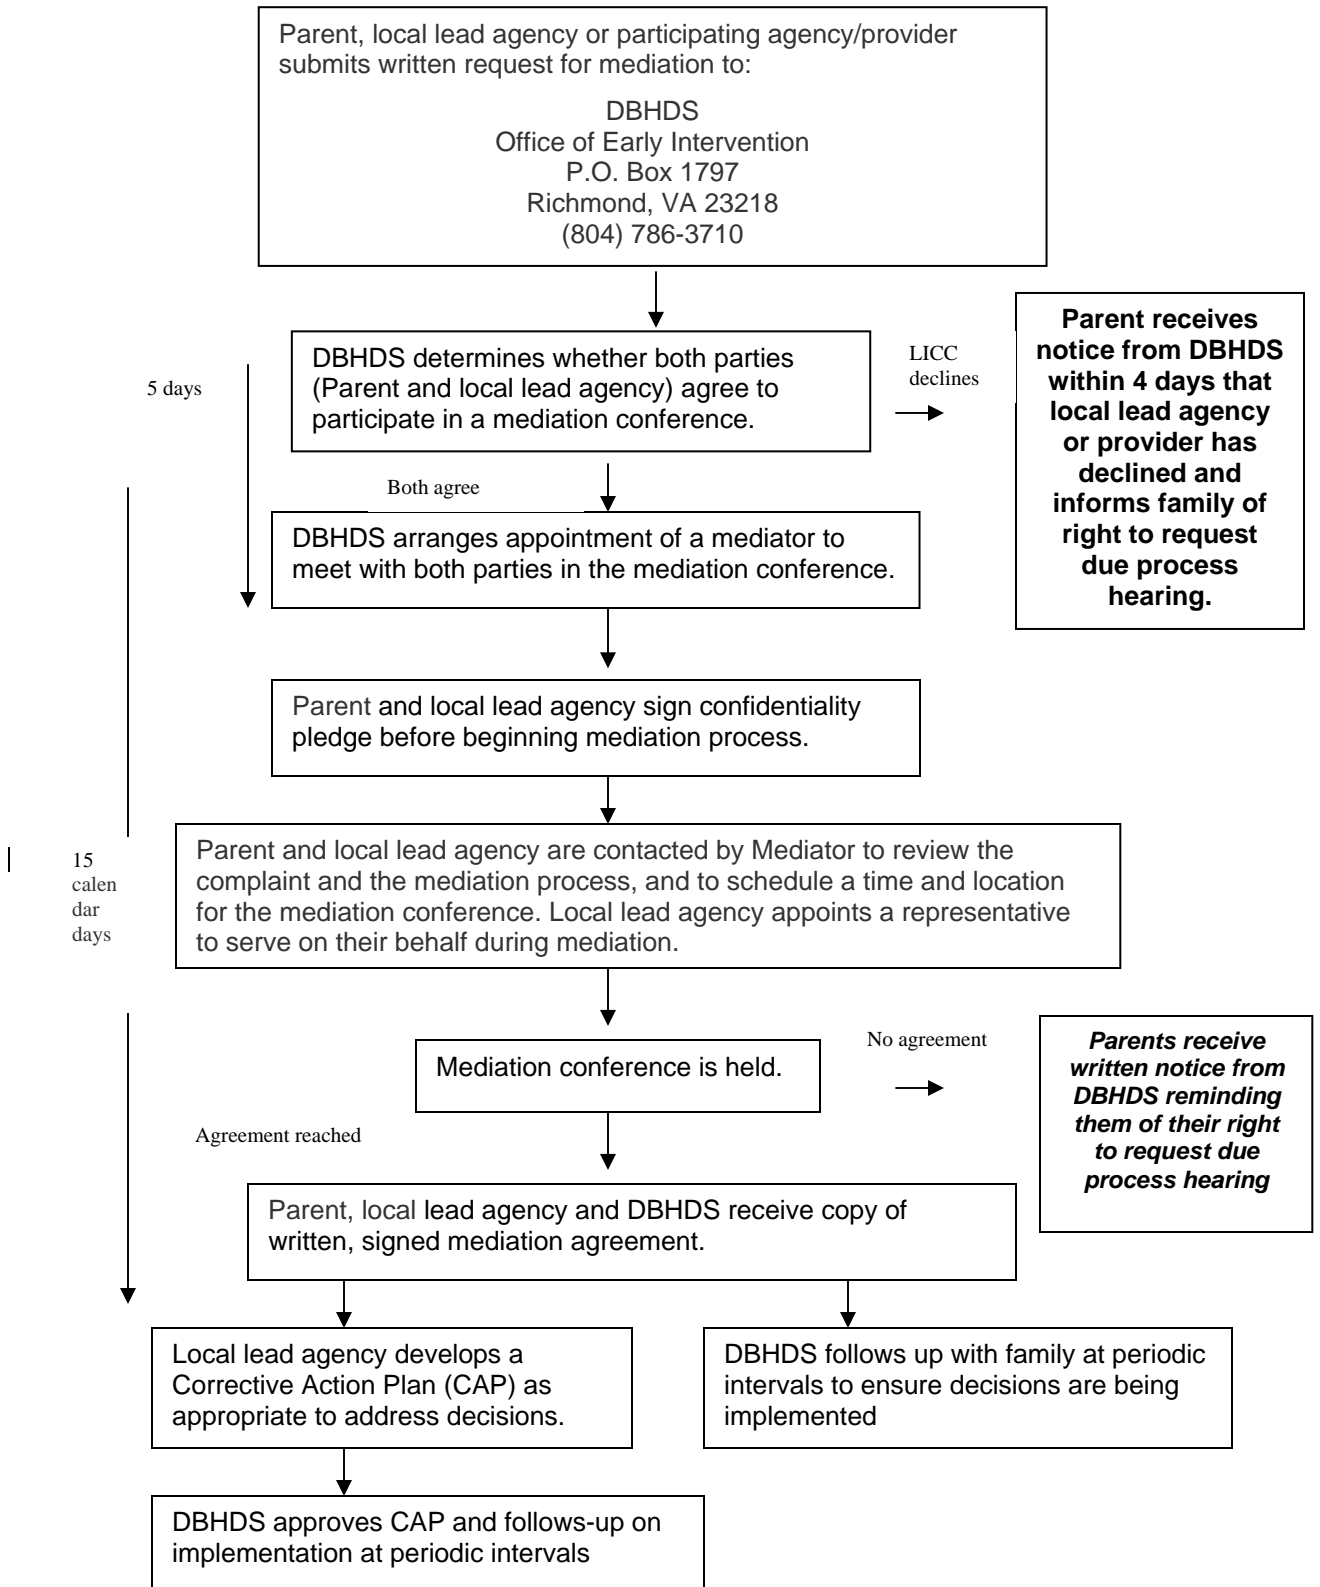 Parent, local lead agency or participating agency/provider
submits written request for mediation to:
DBHDS
Office of Early Intervention
P.O. Box 1797
Richmond, VA 23218
(804) 786-3710
5 days
DBHDS determines whether both parties
(Parent and local lead agency) agree to
participate in a mediation conference.
LICC
declines
Parent receives
notice from DBHDS
within 4 days that
local lead agency
or provider has
declined and
informs family of
right to request
due process
hearing.
Both agree
DBHDS arranges appointment of a mediator to
meet with both parties in the mediation conference.
Parent and local lead agency sign confidentiality
pledge before beginning mediation process.
15
calen
dar
days
Parent and local lead agency are contacted by Mediator to review the
complaint and the mediation process, and to schedule a time and location
for the mediation conference. Local lead agency appoints a representative
to serve on their behalf during mediation.
Mediation conference is held.
No agreement
Parents receive
written notice from
DBHDS reminding
them of their right
to request due
process hearing
Agreement reached
Parent, local lead agency and DBHDS receive copy of
written, signed mediation agreement.
Local lead agency develops a
Corrective Action Plan (CAP) as
appropriate to address decisions.
DBHDS follows up with family at periodic
intervals to ensure decisions are being
implemented
DBHDS approves CAP and follows-up on
implementation at periodic intervals